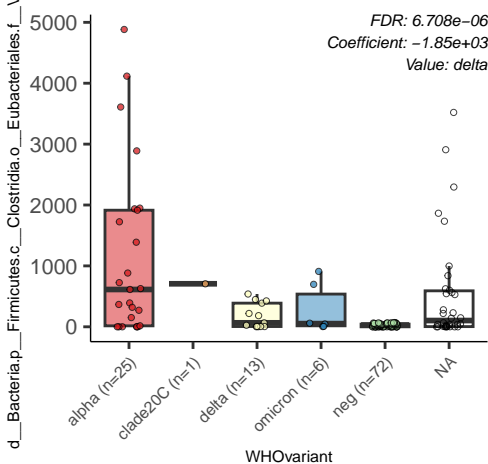 FDR: 6.708e−06
Coefficient: −1.85e+03
Value: delta
d__Bacteria.p__Firmicutes.c__Clostridia.o__Eubacteriales.f_
5000
4000
3000
2000
1000
0
alpha (n=25)
clade20C (n=1)
delta (n=13)
omicron (n=6)
neg (n=72)
NA
WHOvariant